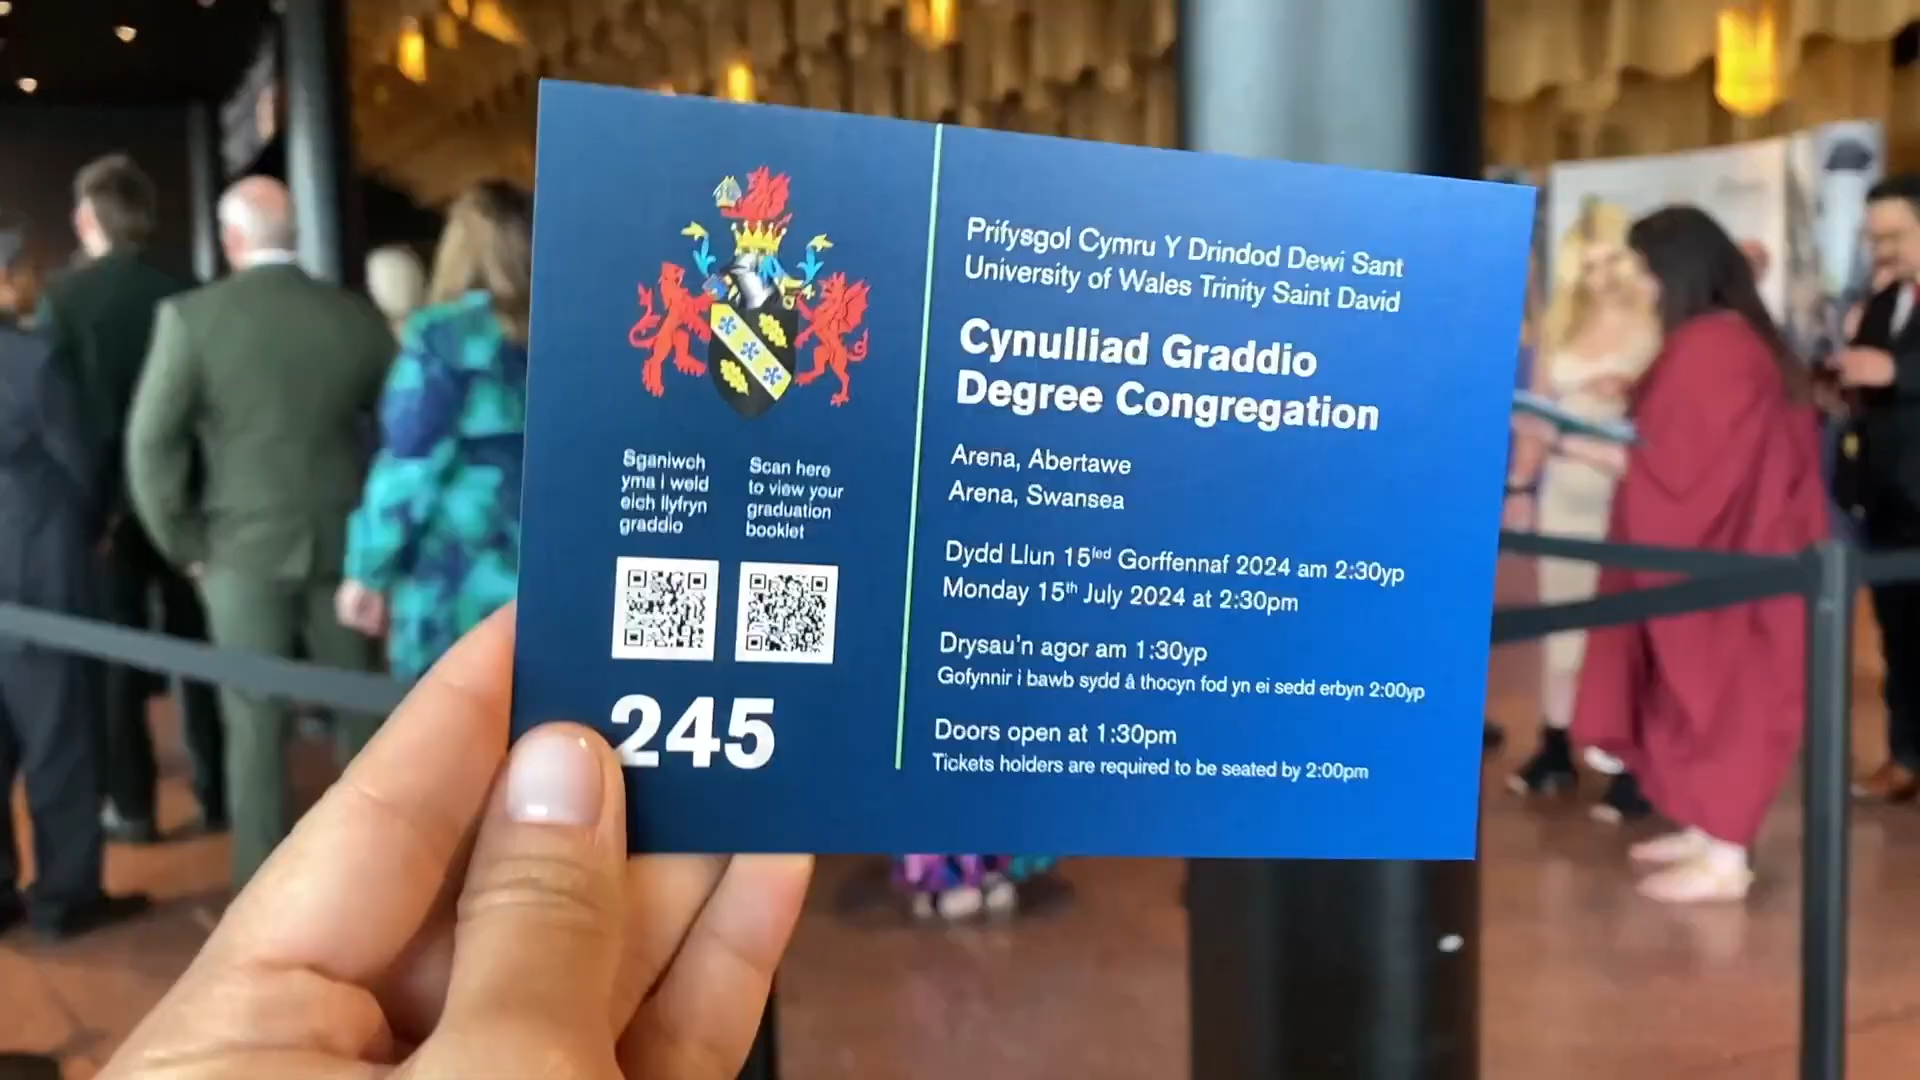 Prifysgol Cymru Y Drindod Dewi Sant
University of Wales Trinity Saint David
Cynulliad Graddio
Degree Congregation
Arena, Abertawe
Arena, Swansea
Dydd Llun 15fed Gorffennaf 2024 am 2:30yp
Monday 15th July 2024 at 2:30pm
Drysau'n agor am 1:30yp
Gofynnir i bawb sydd â thocyn fod yn ei sedd erbyn 2:00yp
Doors open at 1:30pm
Tickets holders are required to be seated by 2:00pm
Sganiwch
yma i weld
eich llyfryn
graddio
Scan here
to view your
graduation
booklet
245